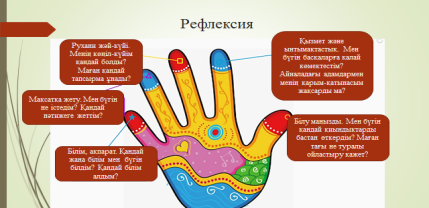 Рефлексия
Рухани жай-күйі.
Менің көңіл-күйім
қандай болды?
Маған қандай
тапсырма ұнады?
Қызмет және
ынтымақтастық. Мен
бүгін басқаларға қалай
көмектестім?
Айналадағы адамдармен
менің қарым-қатынасым
жақсарды ма?
Мақсатқа жету. Мен бүгін
не істедім? Қандай
нәтижеге жеттім?
Білім, ақпарат. Қандай
жаңа білім мен бүгін
білдім? Қандай білім
алдым?
Білу маңызды. Мен бүгін
қандай қиындықтарды
бастан өткердім? Маған
тағы не туралы
ойластыру қажет?